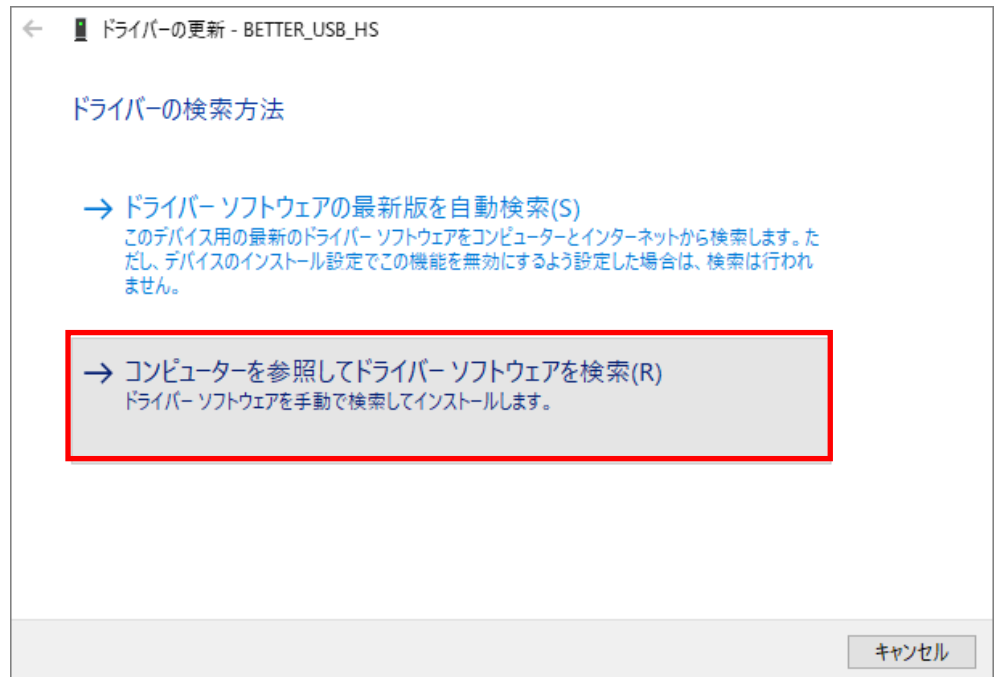 ドライバーの更新 - BETTER_USB_HS
ドライバーの検索方法
→ ドライバー ソフトウェアの最新版を自動検索(S)
このデバイス用の最新のドライバー ソフトウェアをコンピューターとインターネットから検索します。た
だし、デバイスのインストール設定でこの機能を無効にするよう設定した場合は、検索は行われ
ません。
→ コンピューターを参照してドライバー ソフトウェアを検索(R)
ドライバー ソフトウェアを手動で検索してインストールします。
キャンセル